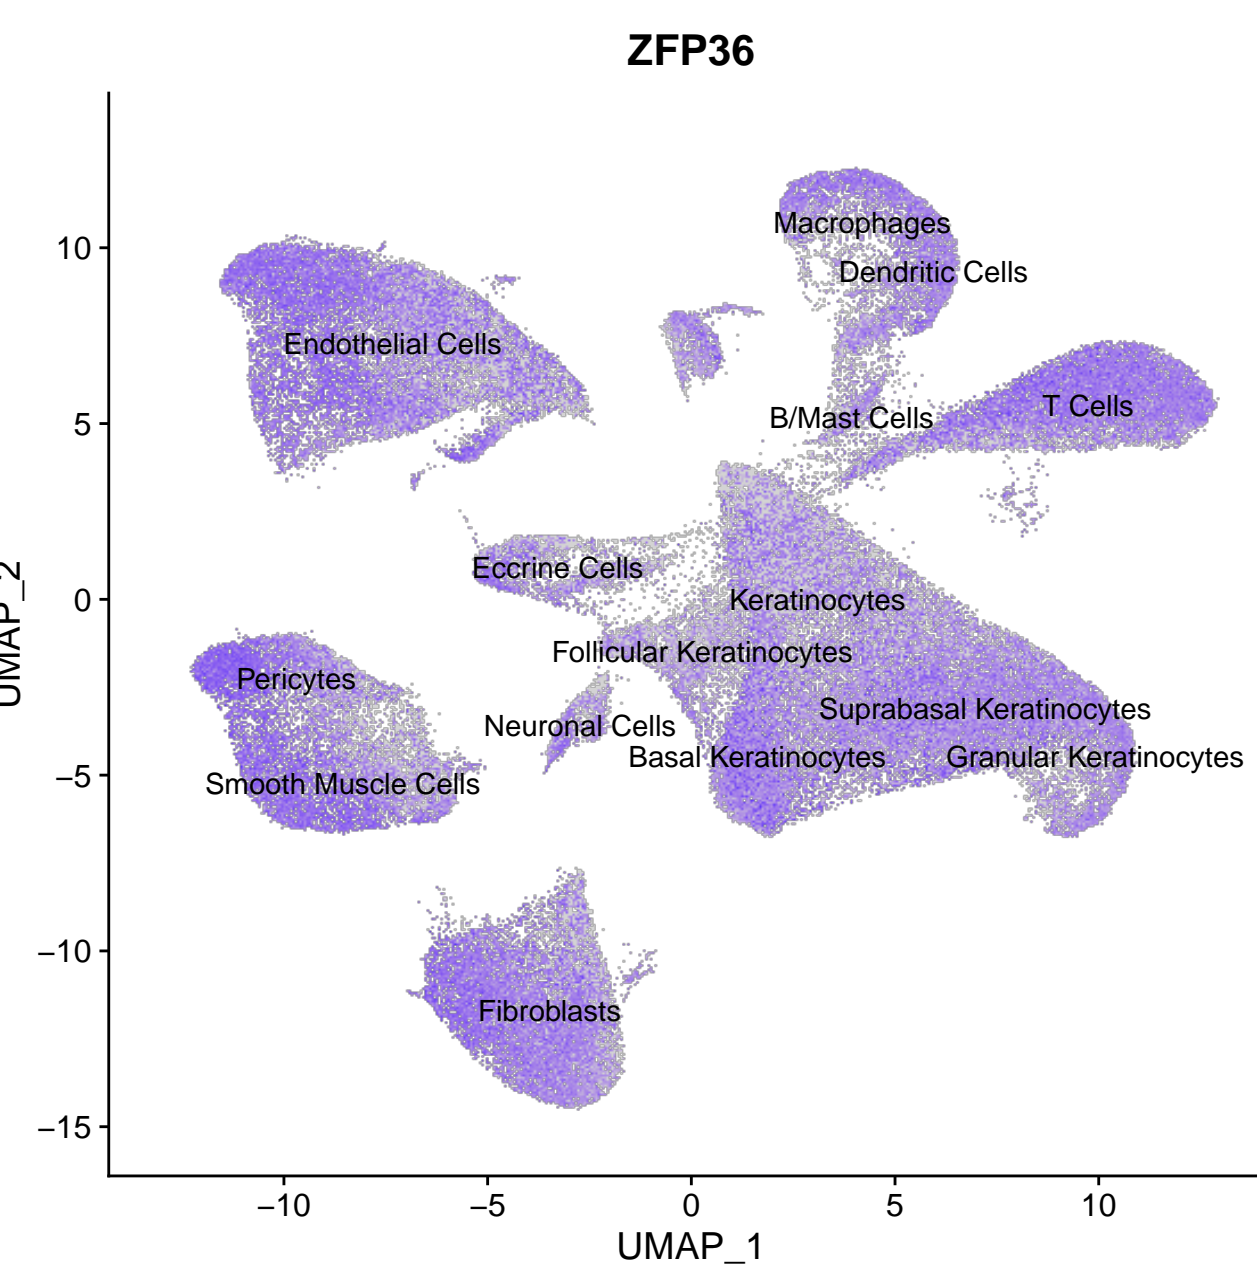 ZFP36
Macrophages
Dendritic Cells
Endothelial Cells
T Cells
B/Mast Cells
Eccrine Cells
Keratinocytes
Follicular Keratinocytes
Pericytes
Suprabasal Keratinocytes
Neuronal Cells
Basal Keratinocytes
Granular Keratinocytes
Smooth Muscle Cells
Fibroblasts
10
5
0
−5
−10
−15
UMAP_2
−10
−5
0
5
10
UMAP_1